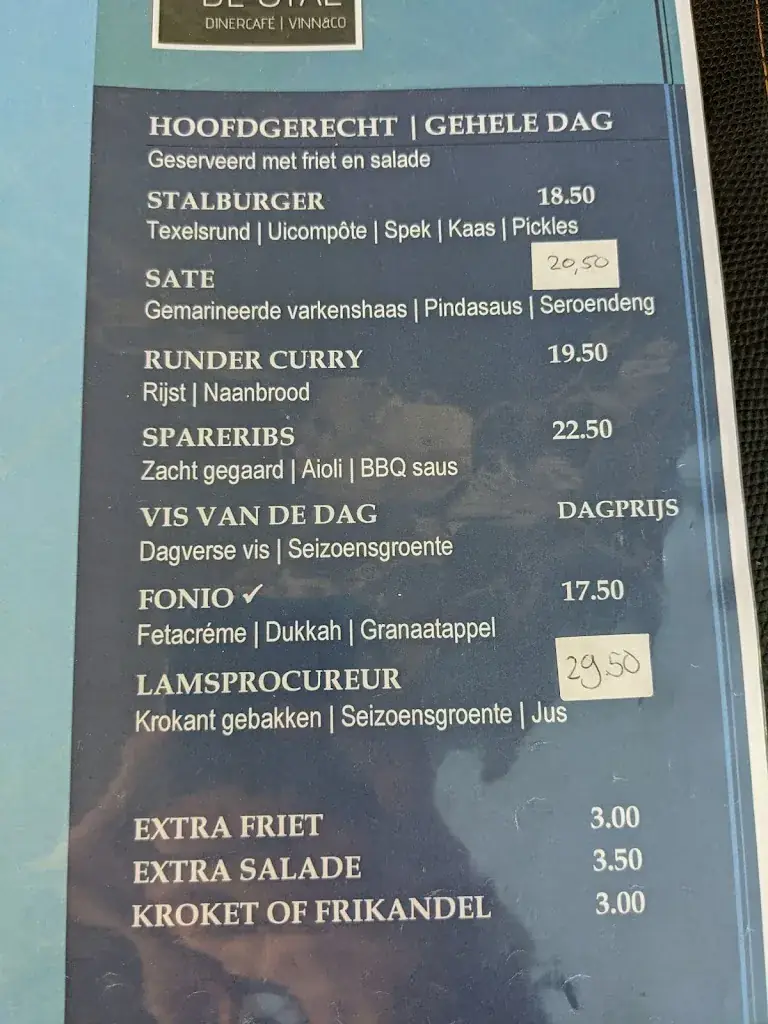 DE STAL
DINERCAFÉ | VINN&CO
HOOFDGERECHT | GEHELE DAG
Geserveerd met friet en salade
STALBURGER 18.50
Texelsrund | Uicompôte | Spek | Kaas | Pickles
SATE 20,50
Gemarineerde varkenshaas | Pindasaus | Seroendeng
RUNDER CURRY 19.50
Rijst | Naanbrood
SPARERIBS 22.50
Zacht gegaard | Aioli | BBQ saus
VIS VAN DE DAG DAGPRIJS
Dagverse vis | Seizoensgroente
FONIO ✓ 17.50
Fetacréme | Dukkah | Granaatappel
LAMSPROCUREUR 29.50
Krokant gebakken | Seizoensgroente | Jus
EXTRA FRIET 3.00
EXTRA SALADE 3.50
KROKET OF FRIKANDEL 3.00